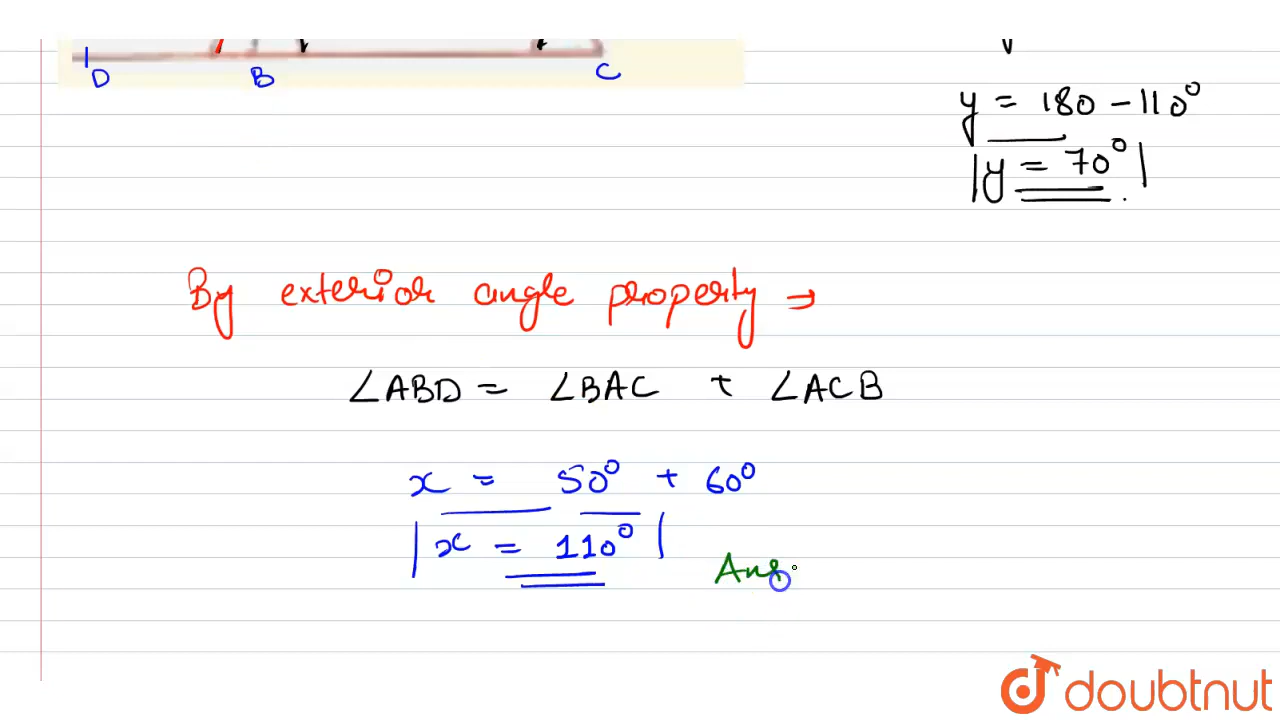 D B C
y = 180 - 110°
|y = 70°|
By exterior angle property ⇒
∠ABD = ∠BAC + ∠ACB
x = 50° + 60°
|x = 110°|
Ans
doubtnut